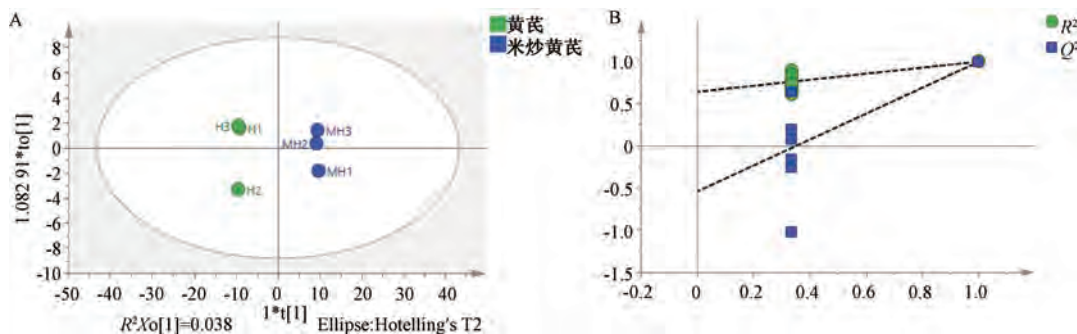 A
黄芪
米炒黄芪
8
6
4
2
0
-2
-4
-6
-8
-10
1.082 91*to[1]
H3
H1
H2
MH3
MH2
MH1
-50 -40 -30 -20 -10 0 10 20 30 40 50
1*t[1]
R²Xo[1]=0.038 Ellipse:Hotelling's T2
B
R²
Q²
1.0
0.5
0
-0.5
-1.0
-1.5
-0.2 0 0.2 0.4 0.6 0.8 1.0